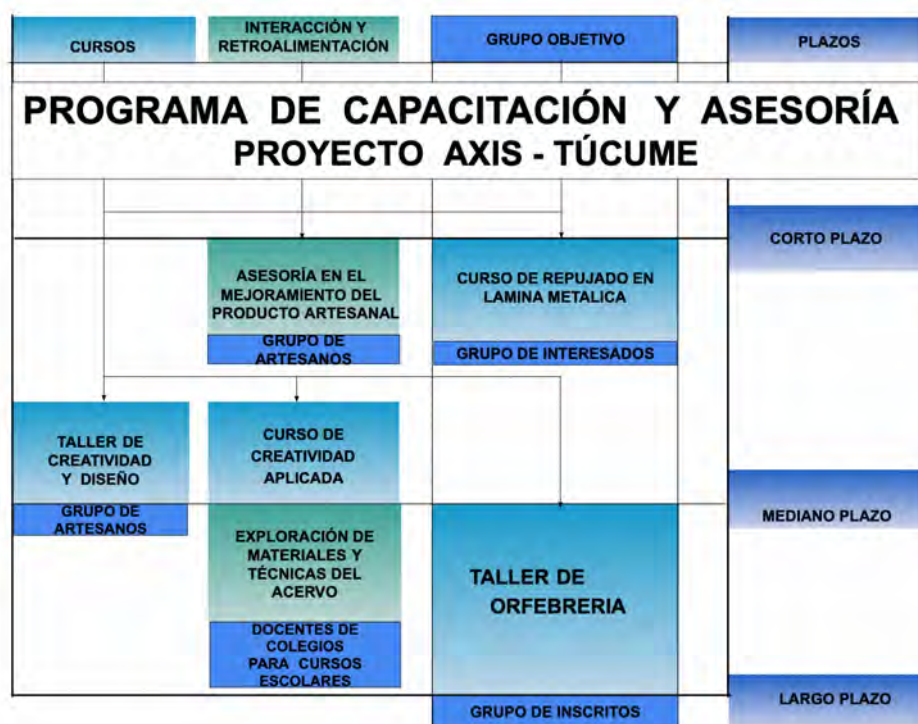 CURSOS
INTERACCIÓN Y
RETROALIMENTACIÓN
GRUPO OBJETIVO
PLAZOS
PROGRAMA DE CAPACITACIÓN Y ASESORÍA
PROYECTO AXIS - TÚCUME
CORTO PLAZO
ASESORÍA EN EL
MEJORAMIENTO DEL
PRODUCTO ARTESANAL
GRUPO DE
ARTESANOS
CURSO DE REPUJADO EN
LAMINA METALICA
GRUPO DE INTERESADOS
TALLER DE
CREATIVIDAD
Y DISEÑO
GRUPO DE
ARTESANOS
CURSO DE
CREATIVIDAD
APLICADA
EXPLORACIÓN DE
MATERIALES Y
TÉCNICAS DEL
ACERVO
DOCENTES DE
COLEGIOS
PARA CURSOS
ESCOLARES
TALLER DE
ORFEBRERIA
GRUPO DE INSCRITOS
MEDIANO PLAZO
LARGO PLAZO